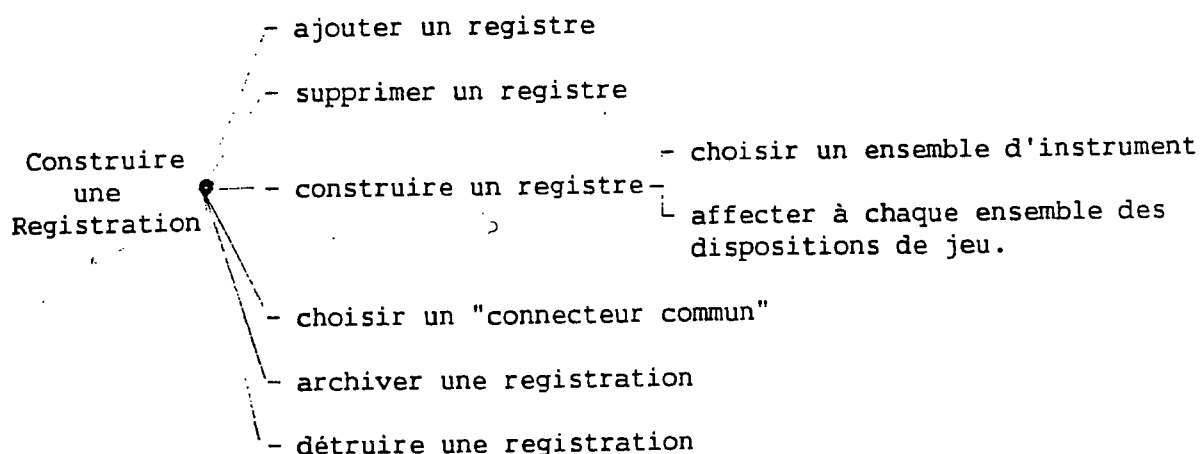 - ajouter un registre
- supprimer un registre
Construire
une
Registration
- construire un registre
- choisir un ensemble d'instrument
affecter à chaque ensemble des
dispositions de jeu.
- choisir un "connecteur commun"
- archiver une registration
- détruire une registration